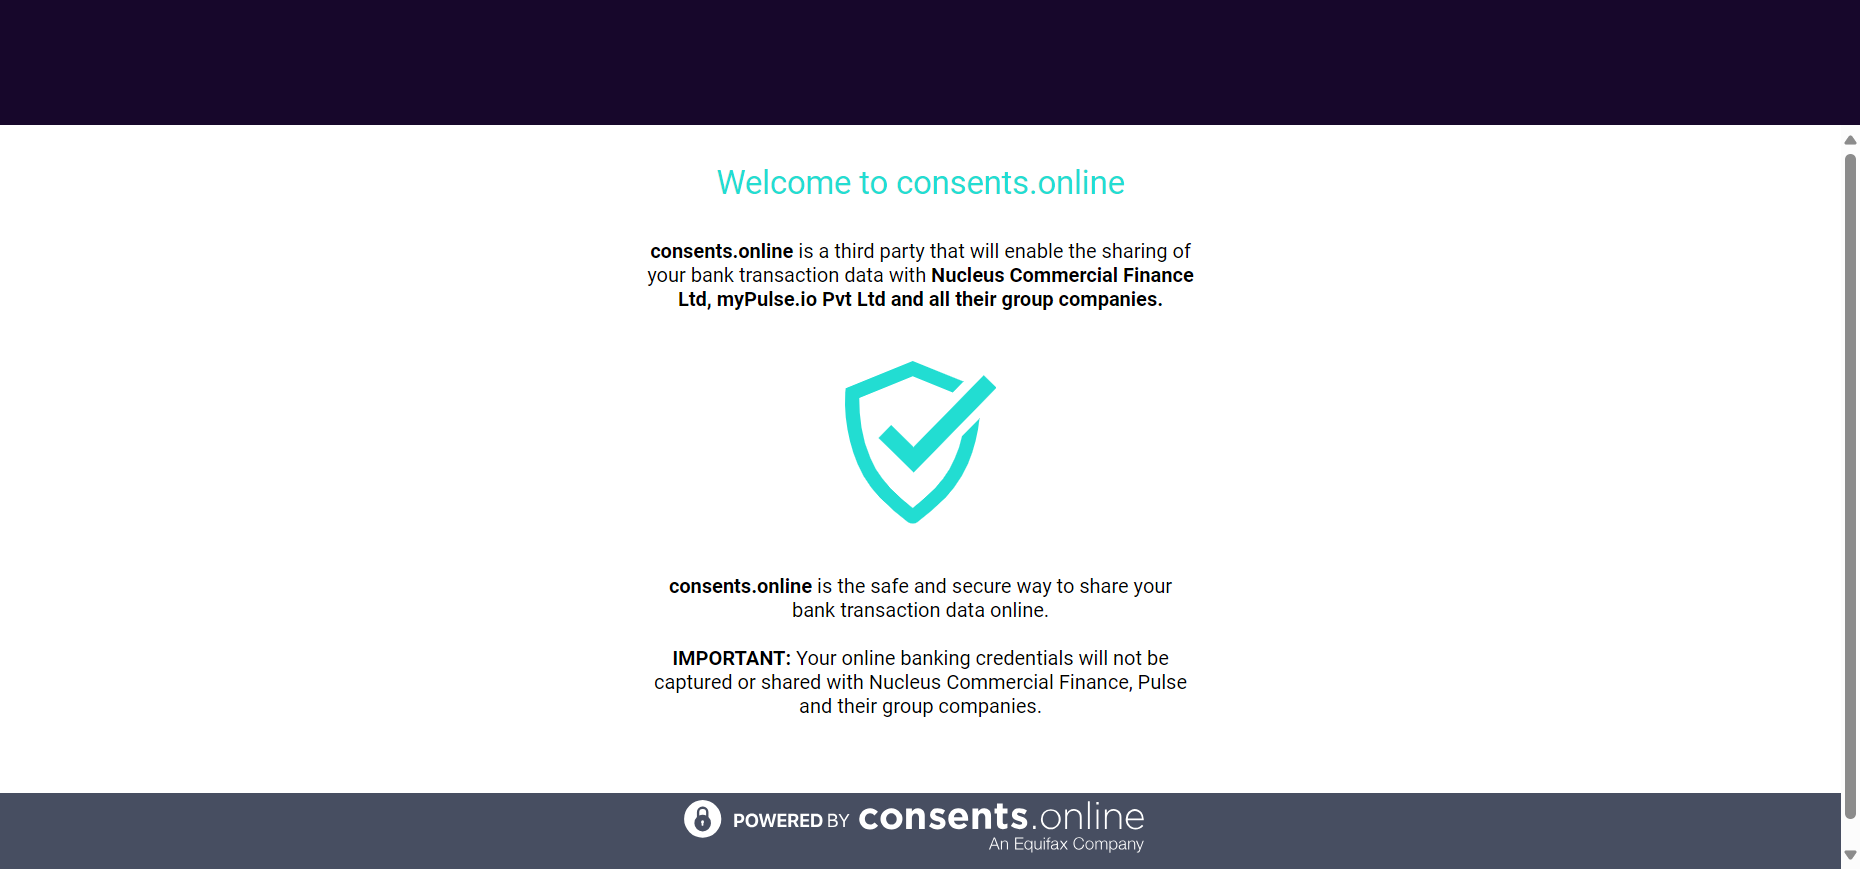 Welcome to consents.online
consents.online is a third party that will enable the sharing of
your bank transaction data with Nucleus Commercial Finance
Ltd, myPulse.io Pvt Ltd and all their group companies.
consents.online is the safe and secure way to share your
bank transaction data online.
IMPORTANT: Your online banking credentials will not be
captured or shared with Nucleus Commercial Finance, Pulse
and their group companies.
POWERED BY consents.online
An Equifax Company